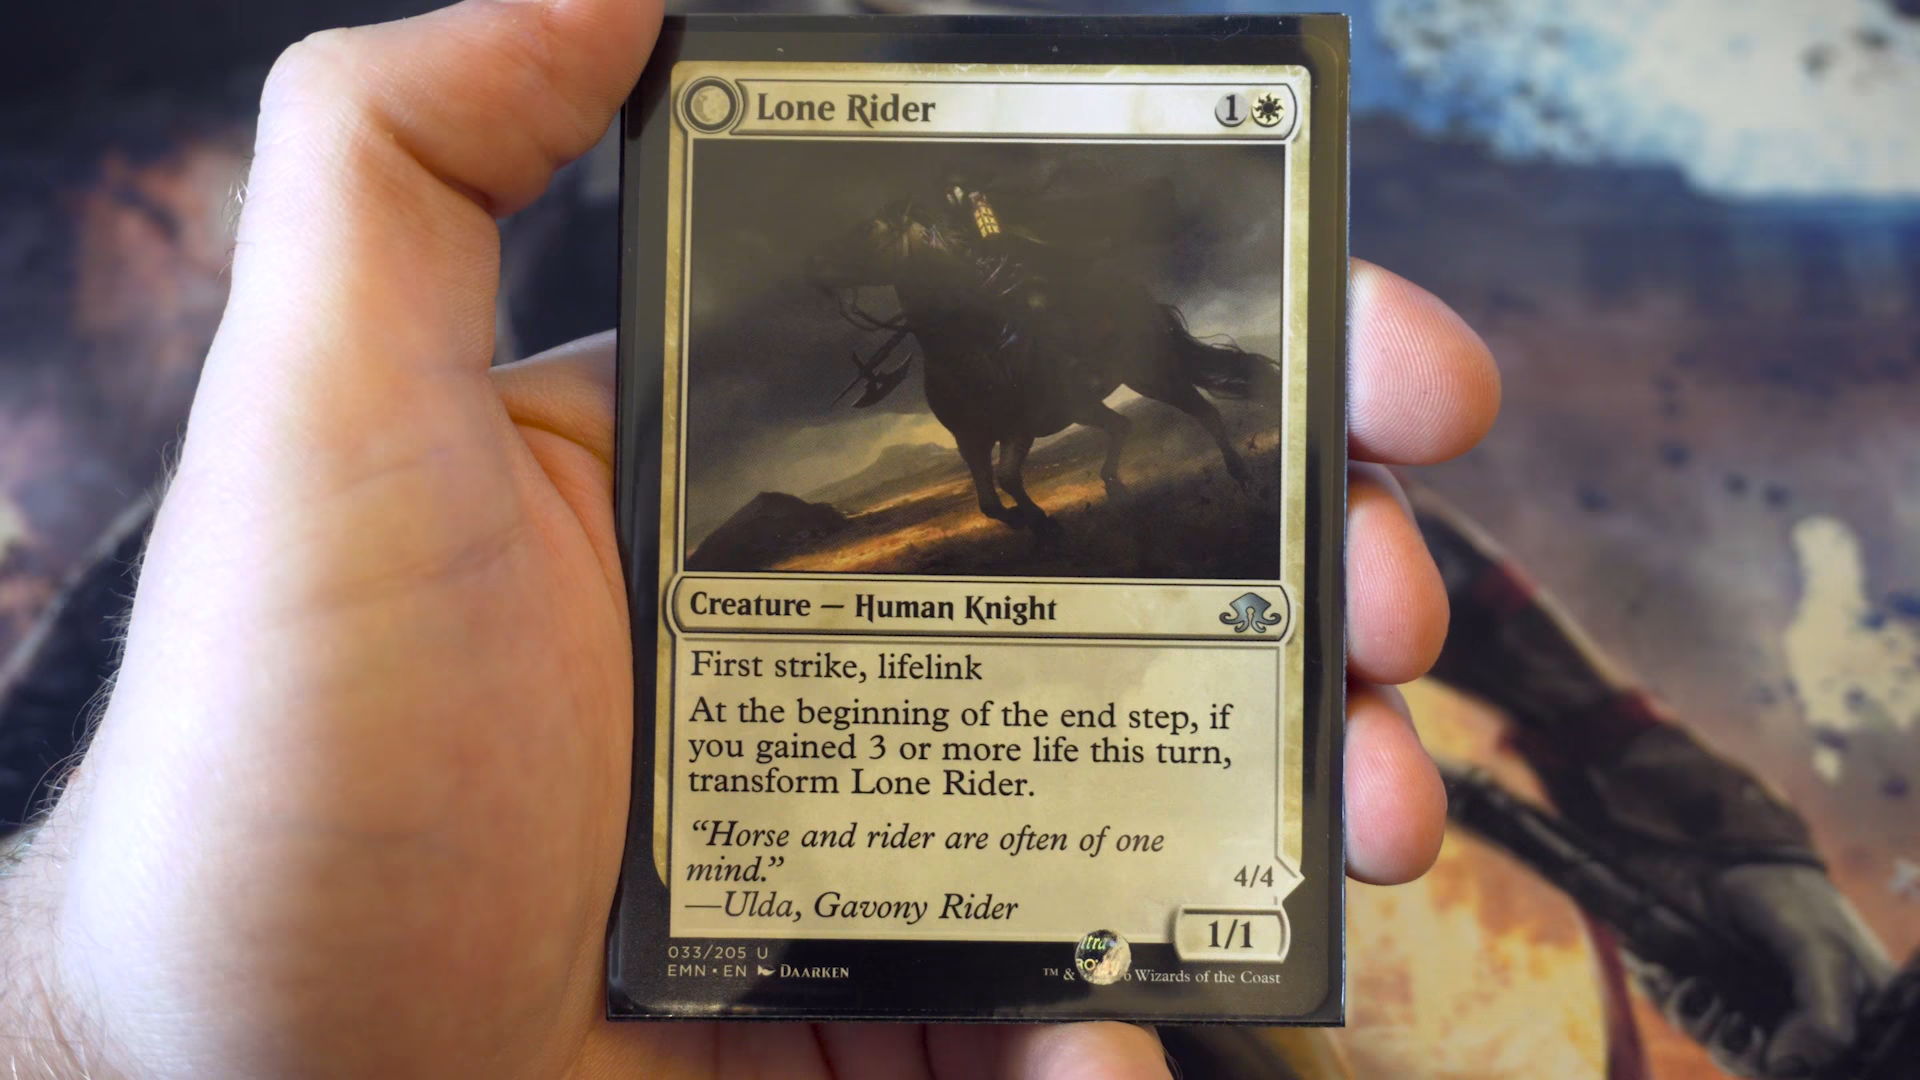 Lone Rider 1
Creature — Human Knight
First strike, lifelink
At the beginning of the end step, if
you gained 3 or more life this turn,
transform Lone Rider.
“Horse and rider are often of one
mind.”
4/4
—Ulda, Gavony Rider
1/1
033/205 U
EMN • EN DAARKEN
™ & Wizards of the Coast